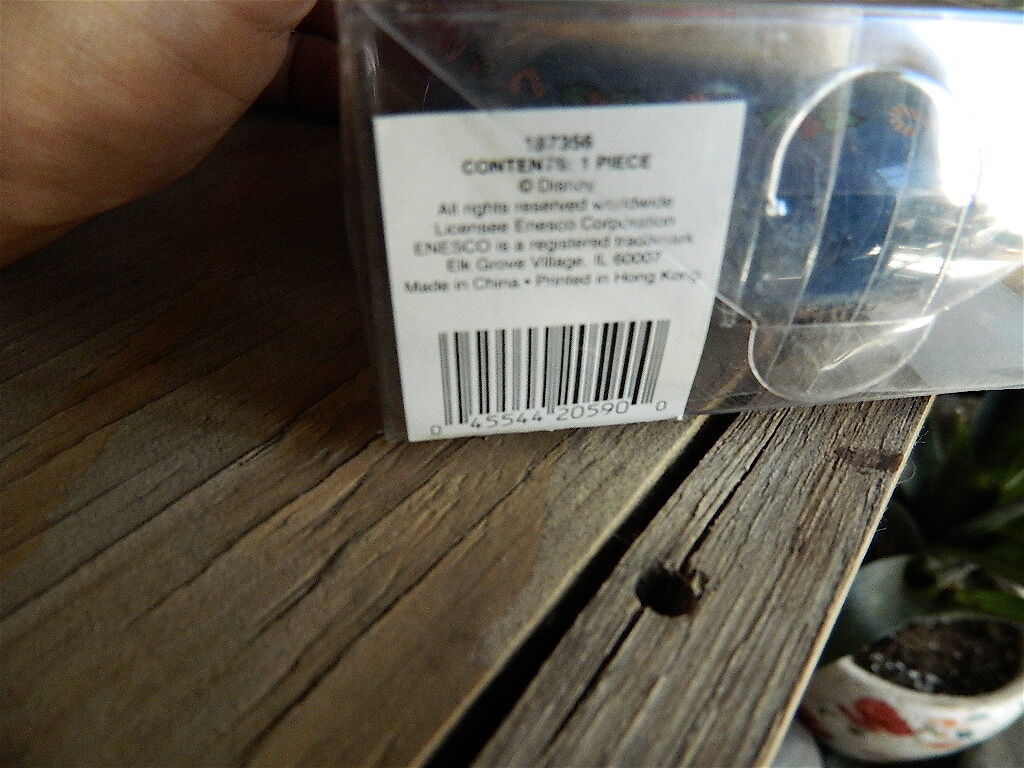 187356
CONTENTS: 1 PIECE
© Disney
All rights reserved worldwide
Licensee Enesco Corporation
ENESCO is a registered trademark
Elk Grove Village, IL 60007
Made in China • Printed in Hong Kong
0 45544 20590 0